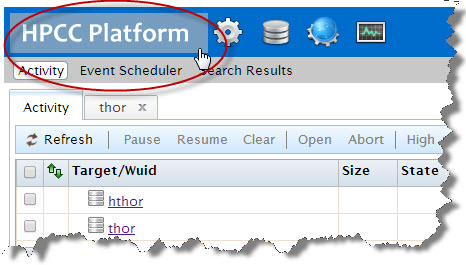 HPCC Platform
Activity Event Scheduler Search Results
Activity thor x
Refresh Pause Resume Clear Open Abort High
Target/Wuid Size State
hthor
thor